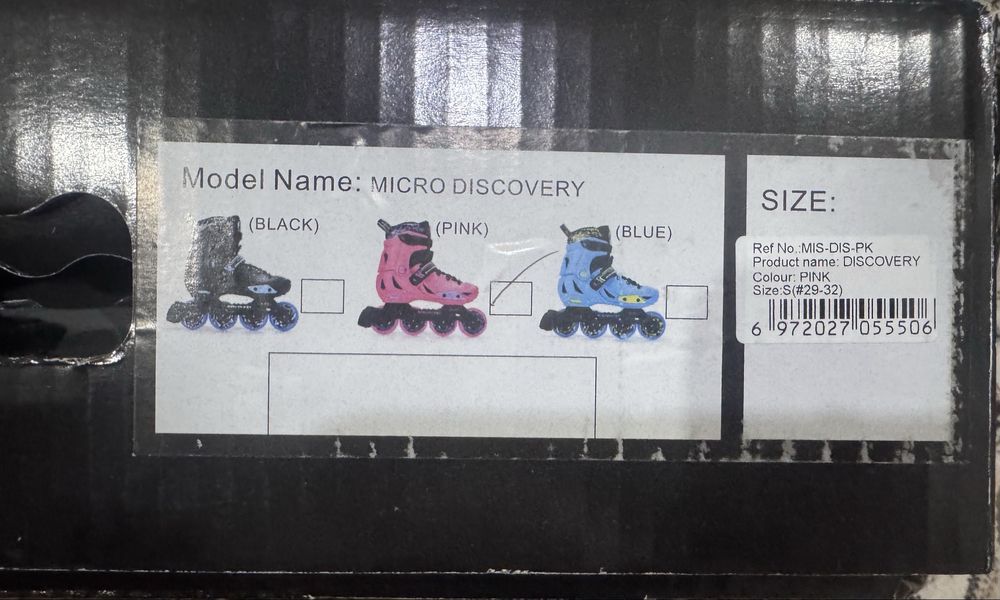 Model Name: MICRO DISCOVERY
(BLACK)
(PINK)
(BLUE)
SIZE:
Ref No.:MIS-DIS-PK
Product name: DISCOVERY
Colour: PINK
Size:S(#29-32)
6 972027 055506